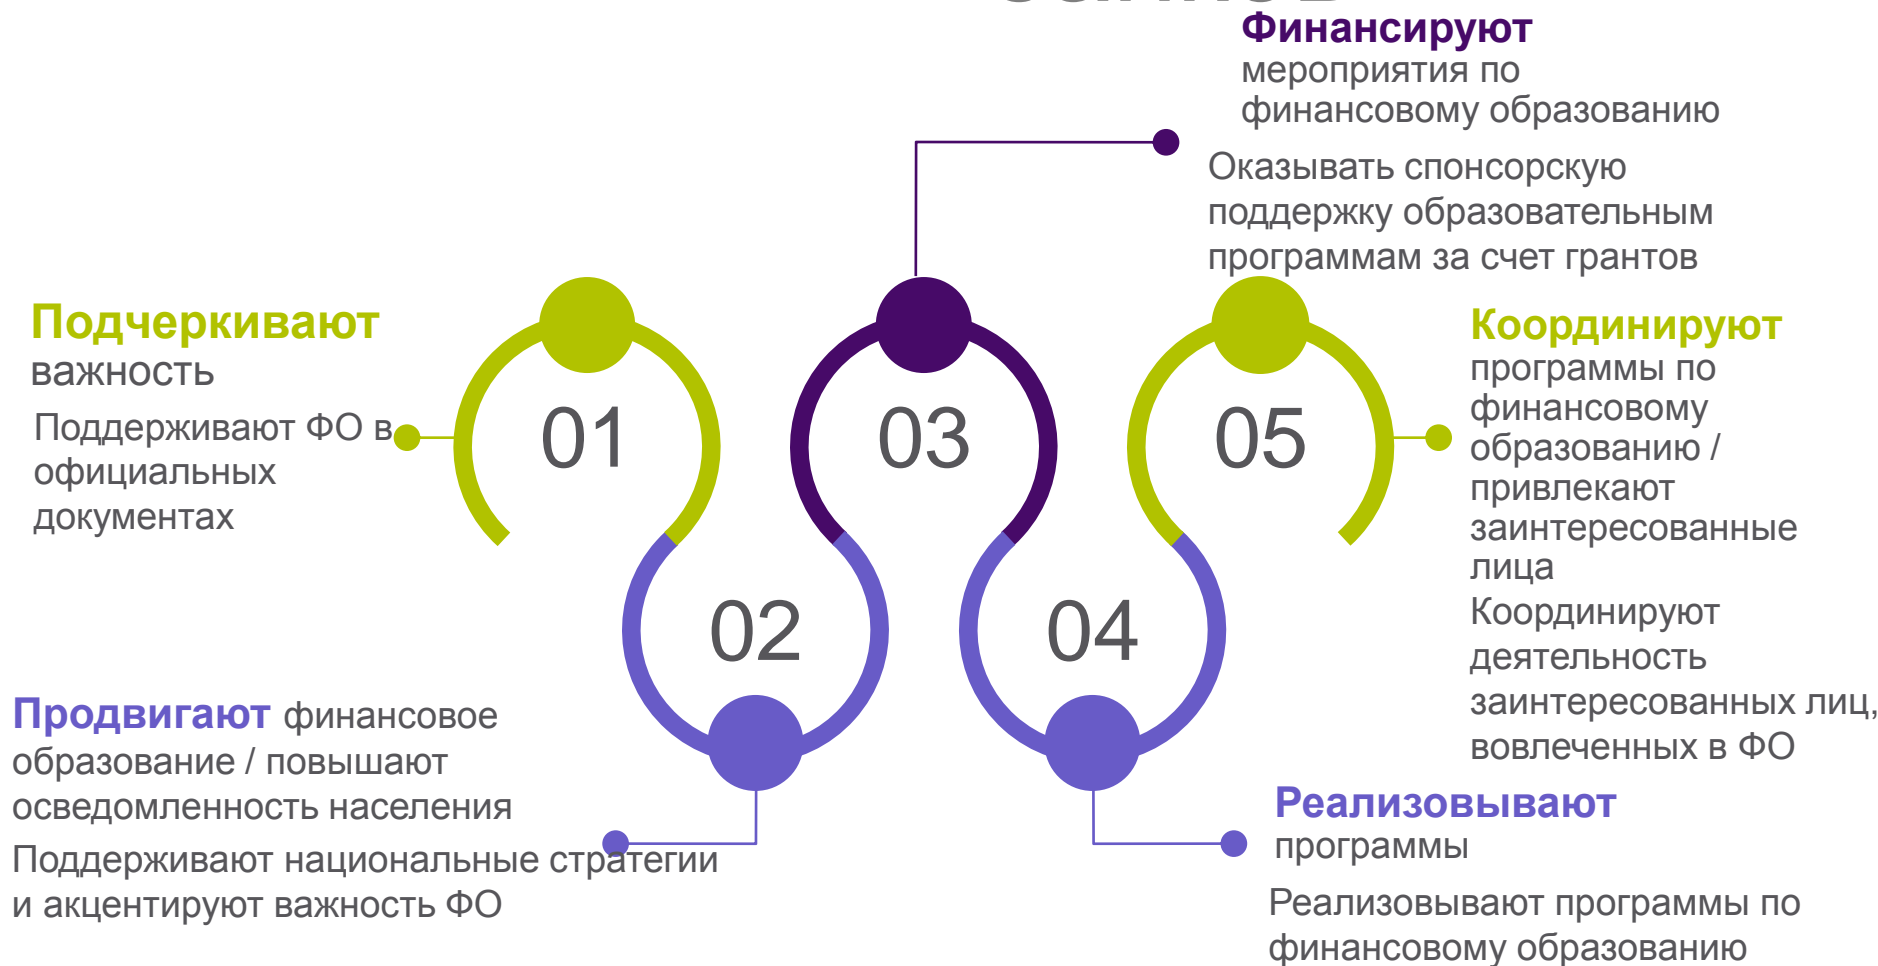 Финансируют
мероприятия по
финансовому образованию
Оказывать спонсорскую
поддержку образовательным
программам за счет грантов
Подчеркивают
важность
Поддерживают ФО в
официальных
документах
01
03
05
Координируют
программы по
финансовому
образованию /
привлекают
заинтересованные
лица
Координируют
деятельность
заинтересованных лиц,
вовлеченных в ФО
02
04
Продвигают финансовое
образование / повышают
осведомленность населения
Поддерживают национальные стратегии
и акцентируют важность ФО
Реализовывают
программы
Реализовывают программы по
финансовому образованию